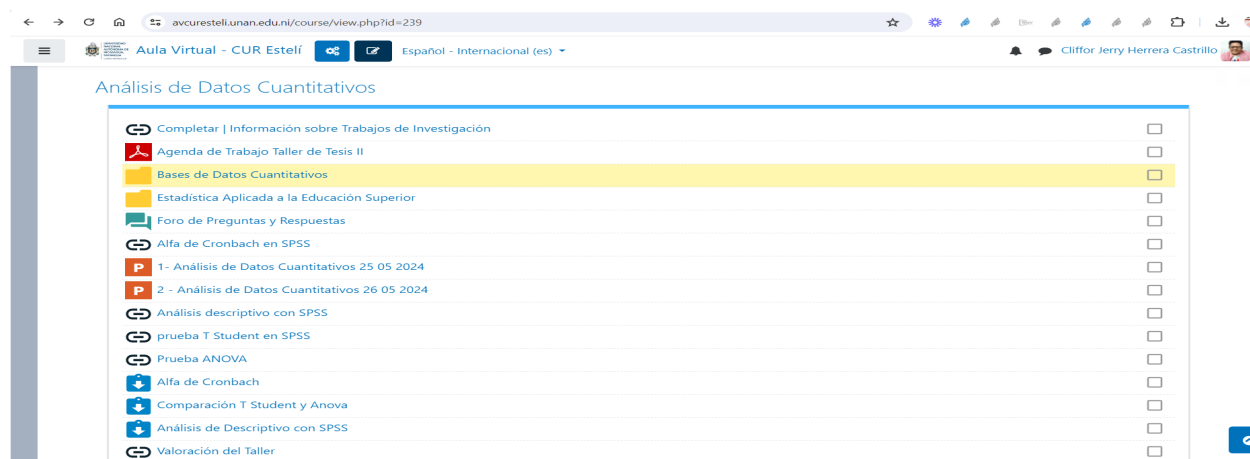 avcuresteli.unan.edu.ni/course/view.php?id=239
Aula Virtual - CUR Estelí
Español - Internacional (es)
Cliffor Jerry Herrera Castrillo
Análisis de Datos Cuantitativos
Completar | Información sobre Trabajos de Investigación
Agenda de Trabajo Taller de Tesis II
Bases de Datos Cuantitativos
Estadística Aplicada a la Educación Superior
Foro de Preguntas y Respuestas
Alfa de Cronbach en SPSS
P 1- Análisis de Datos Cuantitativos 25 05 2024
P 2 - Análisis de Datos Cuantitativos 26 05 2024
Análisis descriptivo con SPSS
prueba T Student en SPSS
Prueba ANOVA
Alfa de Cronbach
Comparación T Student y Anova
Análisis de Descriptivo con SPSS
Valoración del Taller